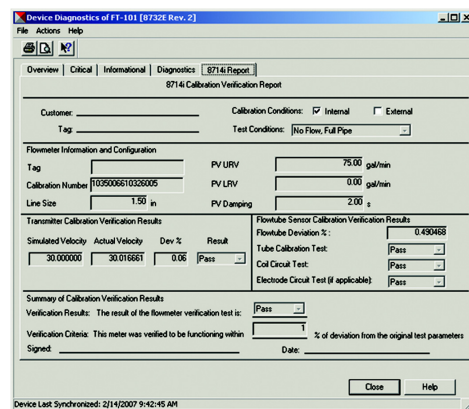 Device Diagnostics of FT-101 [8732E Rev. 2]
File Actions Help
Overview Critical Informational Diagnostics 8714i Report
8714i Calibration Verification Report
Customer: Calibration Conditions: Internal External
Tag: Test Conditions: No Flow, Full Pipe
Flowmeter Information and Configuration
Tag PV URV 75.00 gal/min
Calibration Number 1035006610326005 PV LRV 0.00 gal/min
Line Size 1.50 in PV Damping 2.00 s
Transmitter Calibration Verification Results Flowtube Sensor Calibration Verification Results
Flowtube Deviation %: 0.490468
Simulated Velocity Actual Velocity Dev % Result Tube Calibration Test: Pass
30.000000 30.016661 0.06 Pass Coil Circuit Test: Pass
Electrode Circuit Test (if applicable): Pass
Summary of Calibration Verification Results
Verification Results: The result of the flowmeter verification test is: Pass
Verification Criteria: This meter was verified to be functioning within 1 % of deviation from the original test parameters
Signed: Date:
Close Help
Device Last Synchronized: 2/14/2007 9:42:45 AM